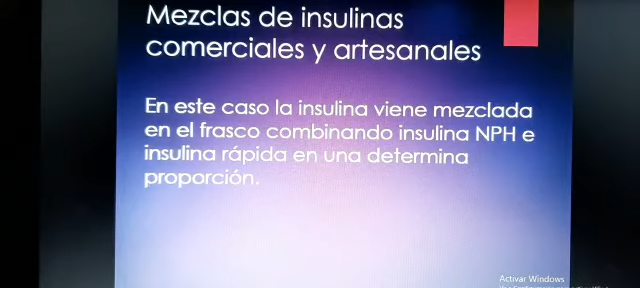 Mezclas de insulinas
comerciales y artesanales
En este caso la insulina viene mezclada
en el frasco combinando insulina NPH e
insulina rápida en una determina
proporción.
Activar Windows